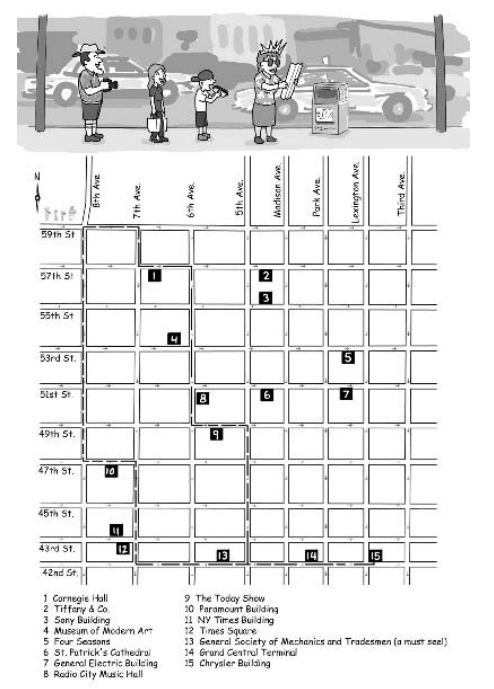 N
8th Ave.
7th Ave.
6th Ave.
5th Ave.
Madison Ave.
Park Ave.
Lexington Ave.
Third Ave.
59th St
57th St
1
2
3
55th St
4
53rd St.
5
51st St.
8
6
7
49th St.
9
47th St.
10
45th St.
11
43rd St.
12
13
14
15
42nd St.
1 Carnegie Hall
2 Tiffany & Co.
3 Sony Building
4 Museum of Modern Art
5 Four Seasons
6 St. Patrick's Cathedral
7 General Electric Building
8 Radio City Music Hall
9 The Today Show
10 Paramount Building
11 NY Times Building
12 Times Square
13 General Society of Mechanics and Tradesmen (a must see!)
14 Grand Central Terminal
15 Chrysler Building